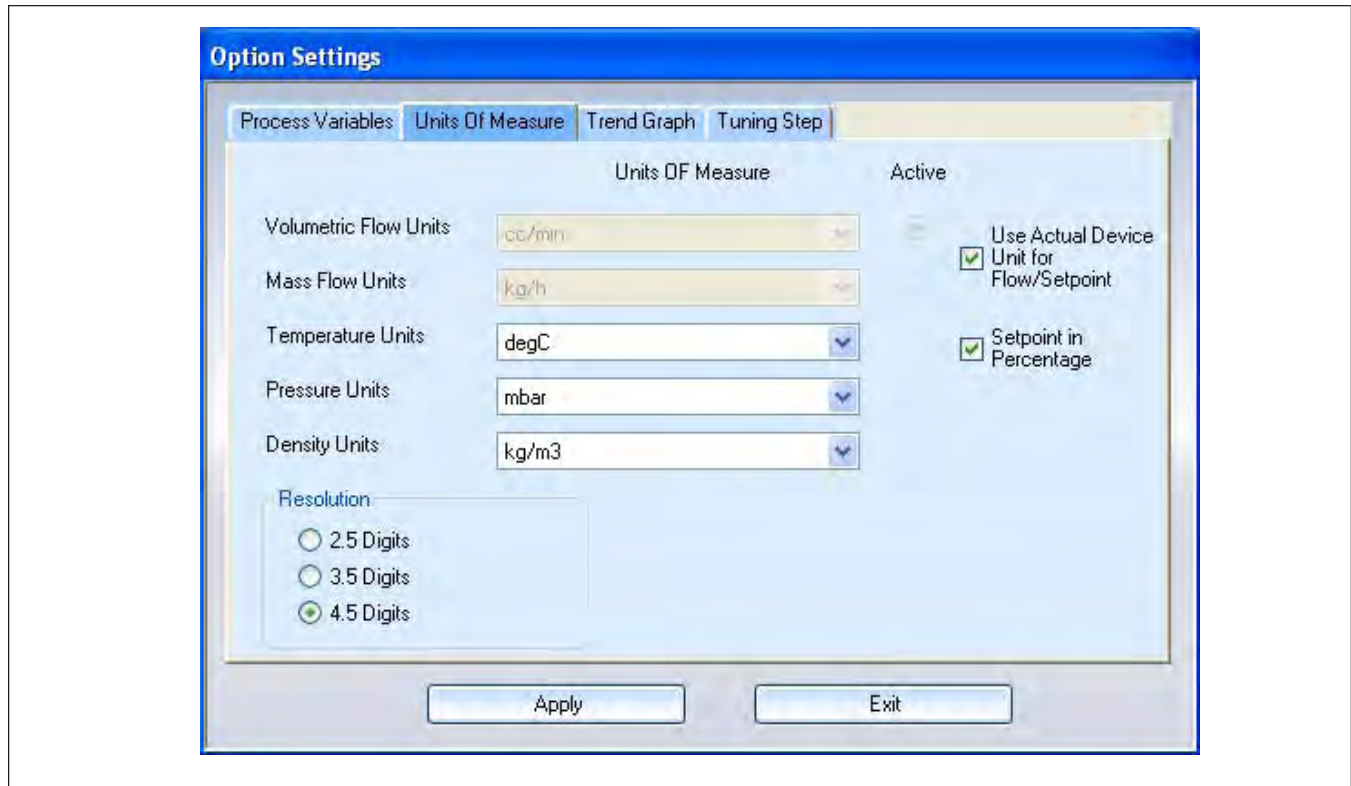 Option Settings
Process Variables Units Of Measure Trend Graph Tuning Step
Units OF Measure Active
Volumetric Flow Units cc/min
Use Actual Device
Unit for
Flow/Setpoint
Mass Flow Units kg/h
Temperature Units degC
Setpoint in
Percentage
Pressure Units mbar
Density Units kg/m3
Resolution
2.5 Digits
3.5 Digits
4.5 Digits
Apply Exit